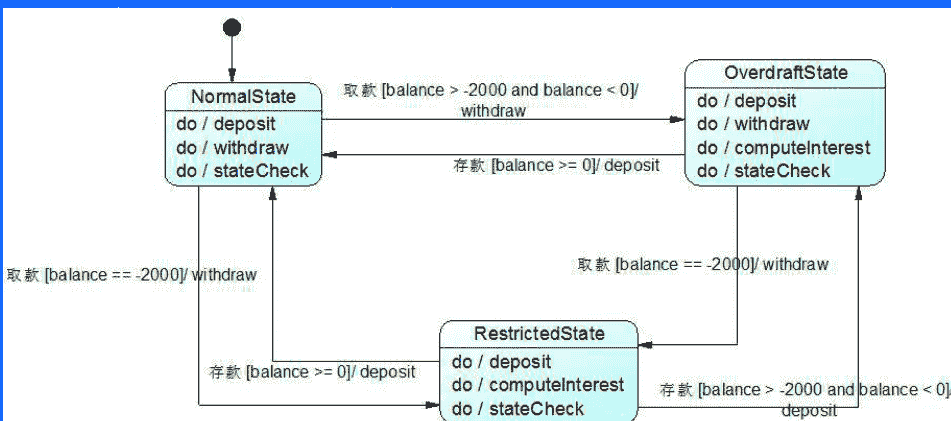 NormalState
do / deposit
do / withdraw
do / stateCheck
取款 [balance > -2000 and balance < 0]/
withdraw
存款 [balance >= 0]/ deposit
OverdraftState
do / deposit
do / withdraw
do / computeInterest
do / stateCheck
取款 [balance == -2000]/ withdraw
取款 [balance == -2000]/ withdraw
RestrictedState
do / deposit
do / computeInterest
do / stateCheck
存款 [balance >= 0]/ deposit
存款 [balance > -2000 and balance < 0]/
deposit